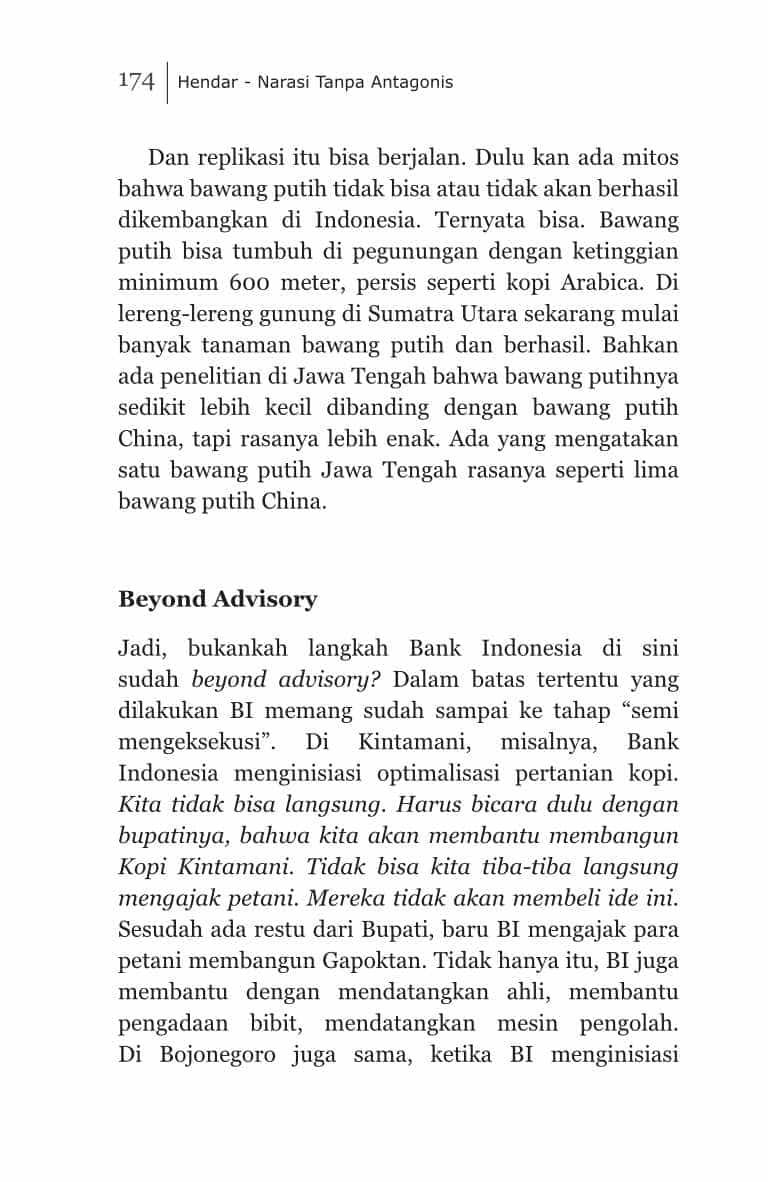 174 Hendar - Narasi Tanpa Antagonis
Dan replikasi itu bisa berjalan. Dulu kan ada mitos
bahwa bawang putih tidak bisa atau tidak akan berhasil
dikembangkan di Indonesia. Ternyata bisa. Bawang
putih bisa tumbuh di pegunungan dengan ketinggian
minimum 600 meter, persis seperti kopi Arabica. Di
lereng-lereng gunung di Sumatra Utara sekarang mulai
banyak tanaman bawang putih dan berhasil. Bahkan
ada penelitian di Jawa Tengah bahwa bawang putihnya
sedikit lebih kecil dibanding dengan bawang putih
China, tapi rasanya lebih enak. Ada yang mengatakan
satu bawang putih Jawa Tengah rasanya seperti lima
bawang putih China.
Beyond Advisory
Jadi, bukankah langkah Bank Indonesia di sini
sudah beyond advisory? Dalam batas tertentu yang
dilakukan BI memang sudah sampai ke tahap “semi
mengeksekusi”. Di Kintamani, misalnya, Bank
Indonesia menginisiasi optimalisasi pertanian kopi.
Kita tidak bisa langsung. Harus bicara dulu dengan
bupatinya, bahwa kita akan membantu membangun
Kopi Kintamani. Tidak bisa kita tiba-tiba langsung
mengajak petani. Mereka tidak akan membeli ide ini.
Sesudah ada restu dari Bupati, baru BI mengajak para
petani membangun Gapoktan. Tidak hanya itu, BI juga
membantu dengan mendatangkan ahli, membantu
pengadaan bibit, mendatangkan mesin pengolah.
Di Bojonegoro juga sama, ketika BI menginisiasi